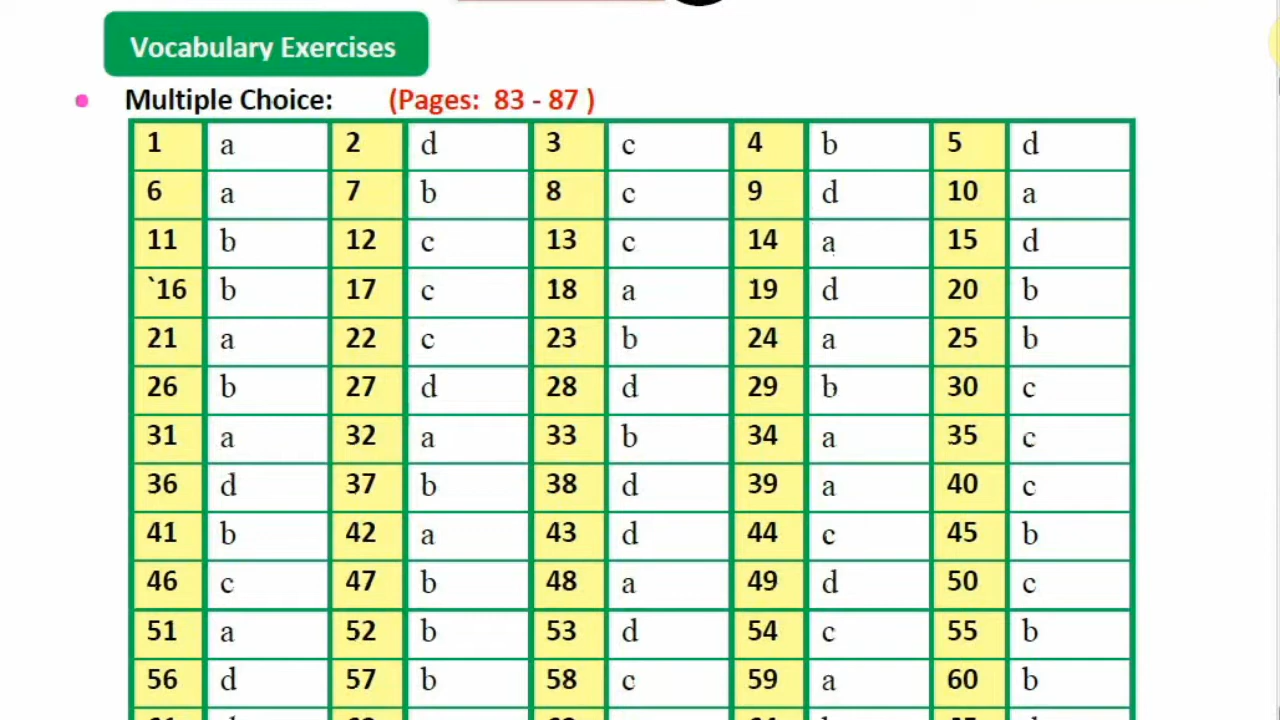 Vocabulary Exercises
• Multiple Choice: (Pages: 83 - 87 )
1 a 2 d 3 c 4 b 5 d
6 a 7 b 8 c 9 d 10 a
11 b 12 c 13 c 14 a 15 d
`16 b 17 c 18 a 19 d 20 b
21 a 22 c 23 b 24 a 25 b
26 b 27 d 28 d 29 b 30 c
31 a 32 a 33 b 34 a 35 c
36 d 37 b 38 d 39 a 40 c
41 b 42 a 43 d 44 c 45 b
46 c 47 b 48 a 49 d 50 c
51 a 52 b 53 d 54 c 55 b
56 d 57 b 58 c 59 a 60 b